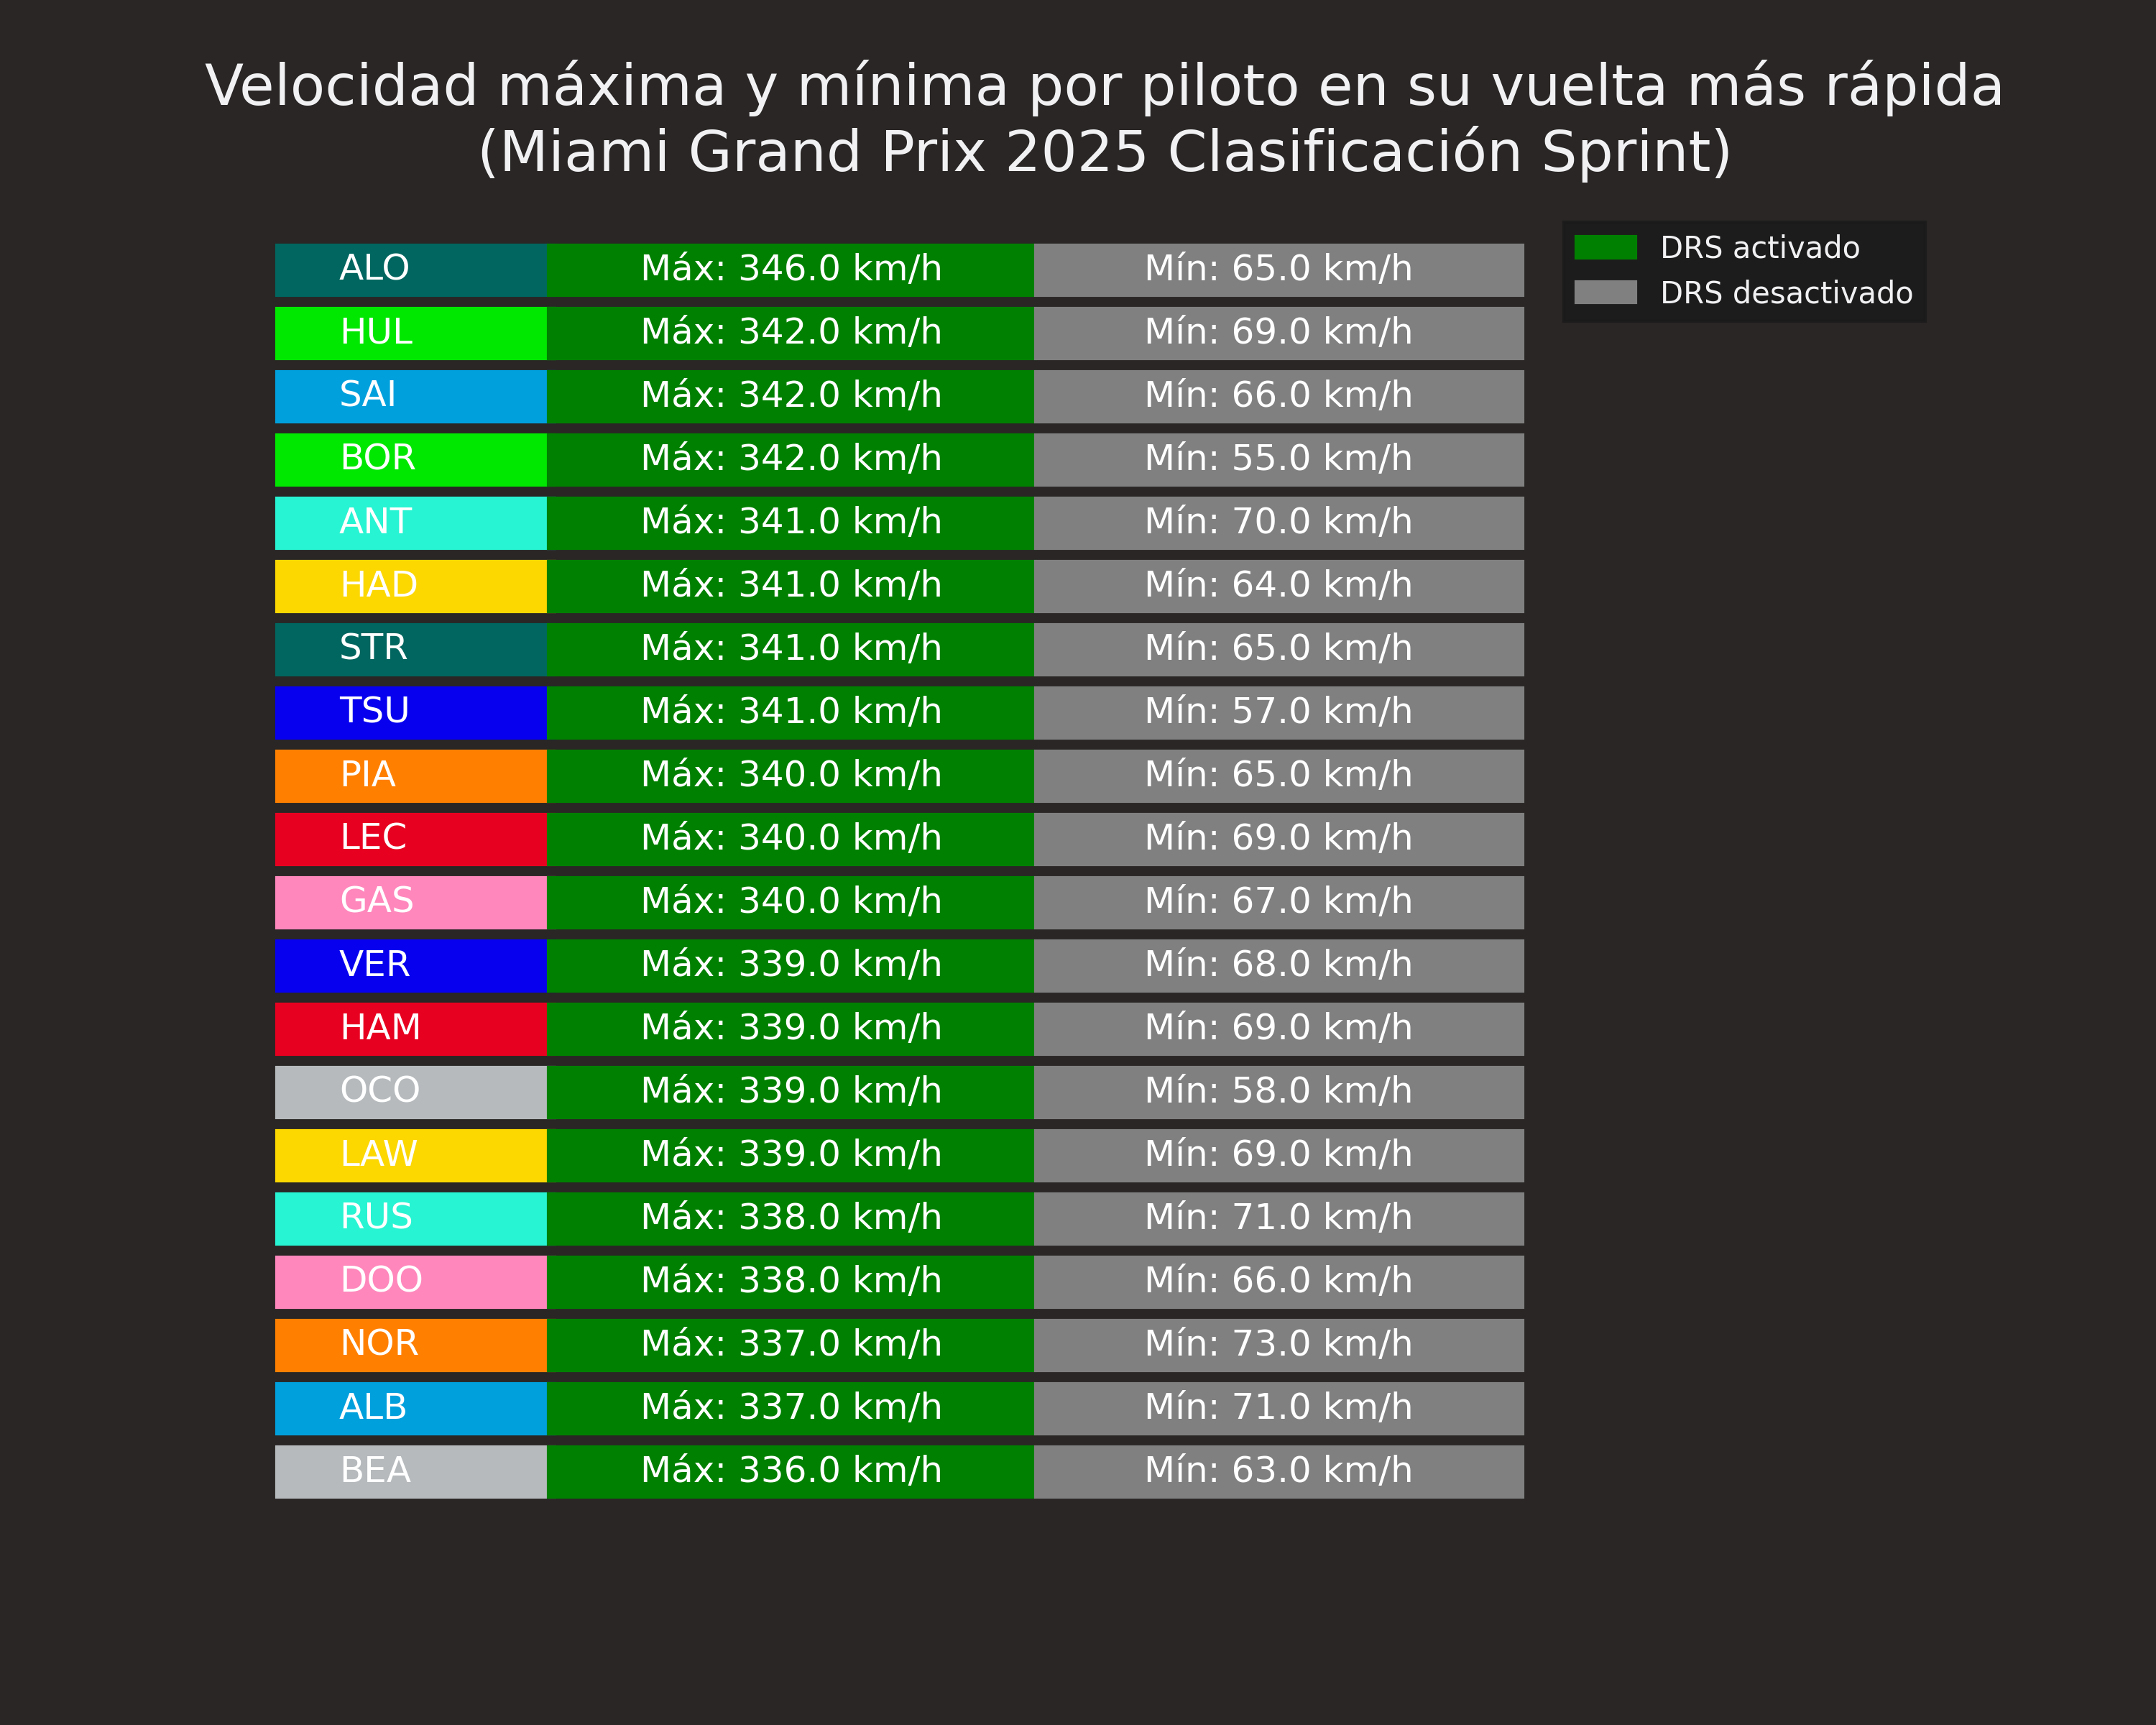 Velocidad máxima y mínima por piloto en su vuelta más rápida
(Miami Grand Prix 2025 Clasificación Sprint)
DRS activado
DRS desactivado
ALO Máx: 346.0 km/h Mín: 65.0 km/h
HUL Máx: 342.0 km/h Mín: 69.0 km/h
SAI Máx: 342.0 km/h Mín: 66.0 km/h
BOR Máx: 342.0 km/h Mín: 55.0 km/h
ANT Máx: 341.0 km/h Mín: 70.0 km/h
HAD Máx: 341.0 km/h Mín: 64.0 km/h
STR Máx: 341.0 km/h Mín: 65.0 km/h
TSU Máx: 341.0 km/h Mín: 57.0 km/h
PIA Máx: 340.0 km/h Mín: 65.0 km/h
LEC Máx: 340.0 km/h Mín: 69.0 km/h
GAS Máx: 340.0 km/h Mín: 67.0 km/h
VER Máx: 339.0 km/h Mín: 68.0 km/h
HAM Máx: 339.0 km/h Mín: 69.0 km/h
OCO Máx: 339.0 km/h Mín: 58.0 km/h
LAW Máx: 339.0 km/h Mín: 69.0 km/h
RUS Máx: 338.0 km/h Mín: 71.0 km/h
DOO Máx: 338.0 km/h Mín: 66.0 km/h
NOR Máx: 337.0 km/h Mín: 73.0 km/h
ALB Máx: 337.0 km/h Mín: 71.0 km/h
BEA Máx: 336.0 km/h Mín: 63.0 km/h